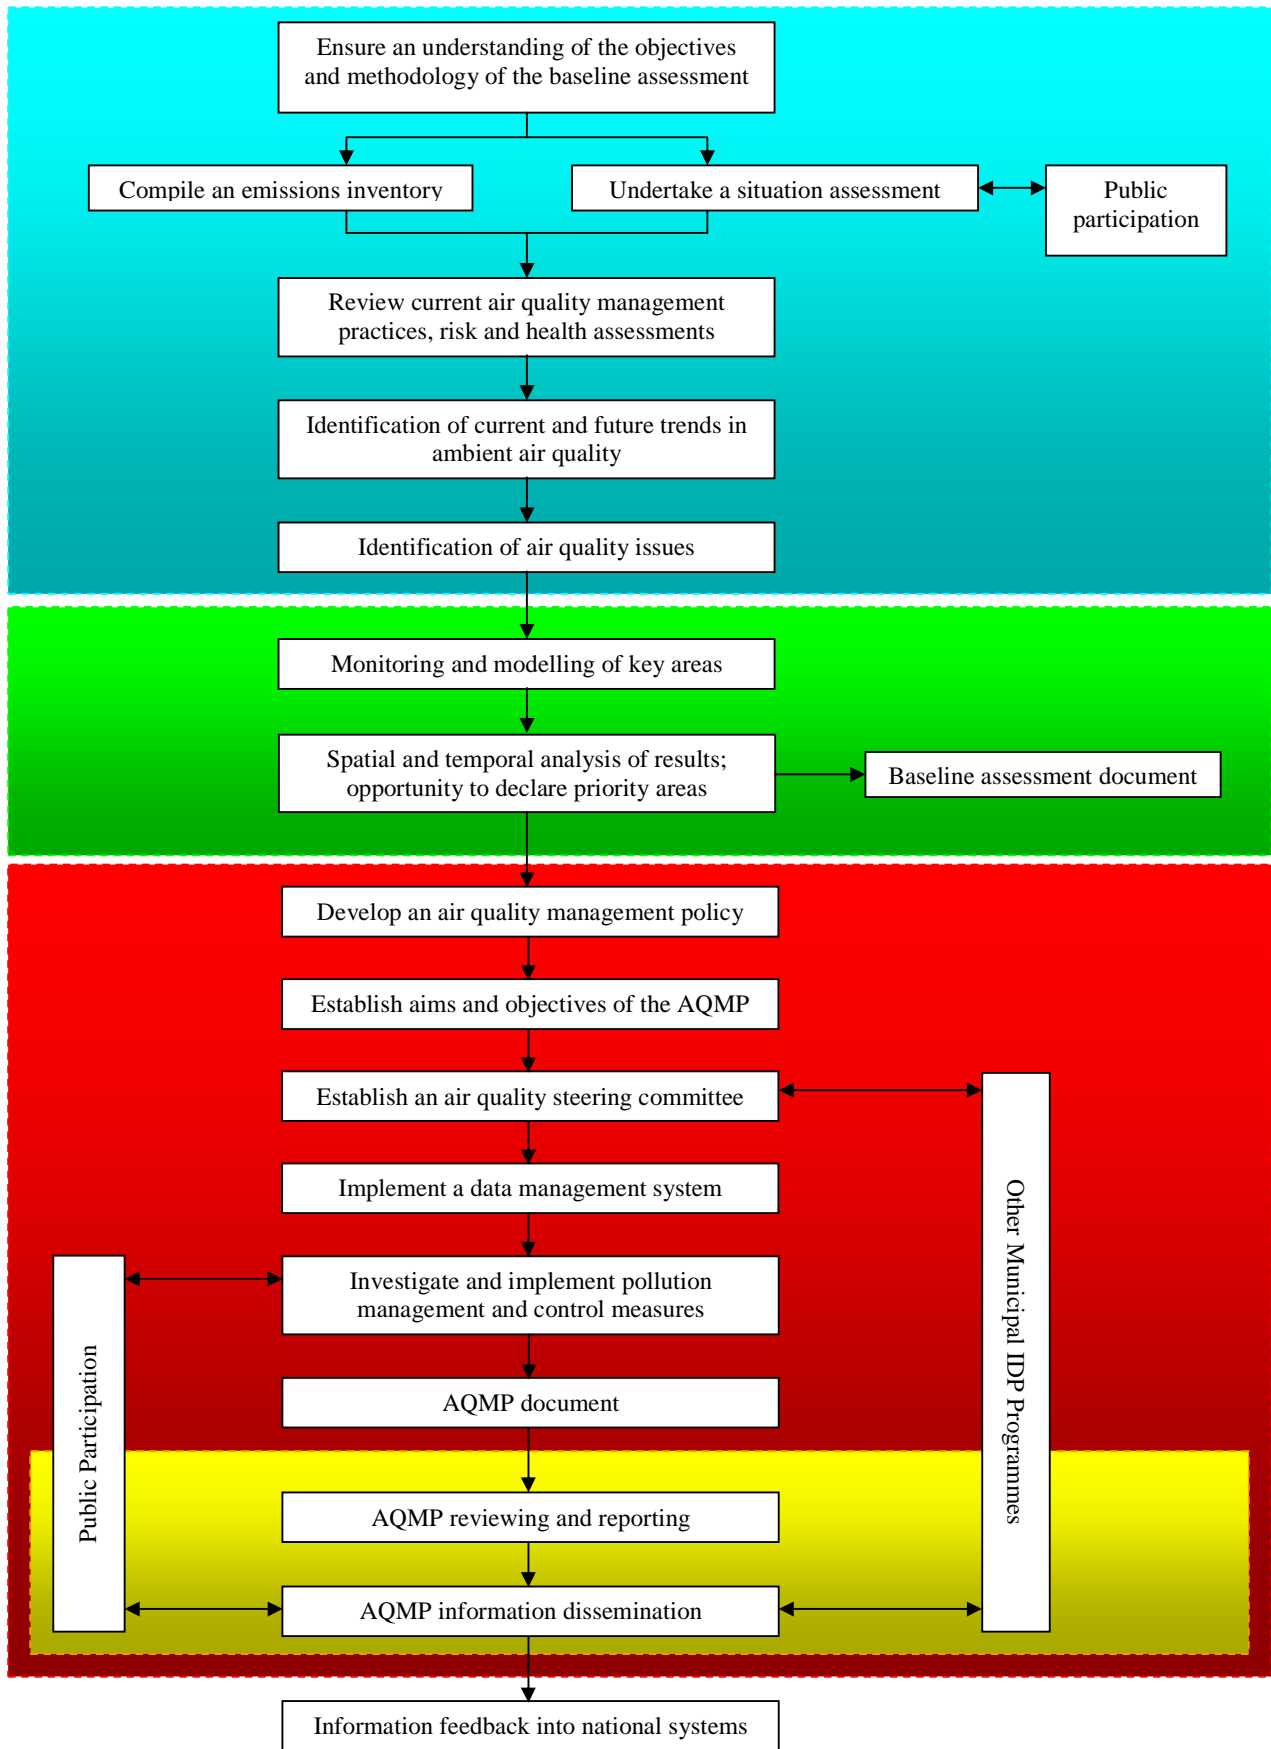 Ensure an understanding of the objectives
and methodology of the baseline assessment
Compile an emissions inventory
Undertake a situation assessment
Public
participation
Review current air quality management
practices, risk and health assessments
Identification of current and future trends in
ambient air quality
Identification of air quality issues
Monitoring and modelling of key areas
Spatial and temporal analysis of results;
opportunity to declare priority areas
Baseline assessment document
Develop an air quality management policy
Establish aims and objectives of the AQMP
Establish an air quality steering committee
Implement a data management system
Other Municipal IDP Programmes
Investigate and implement pollution
management and control measures
Public Participation
AQMP document
AQMP reviewing and reporting
AQMP information dissemination
Information feedback into national systems